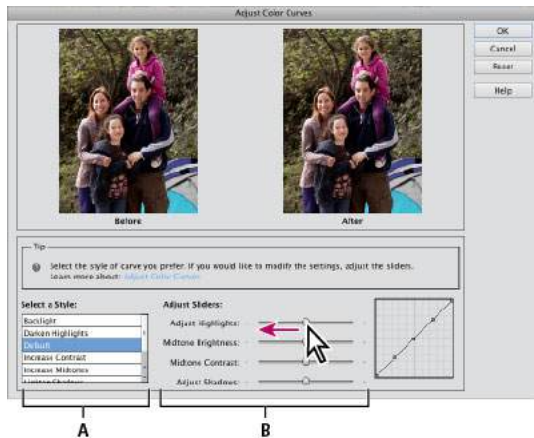 Adjust Color Curves
OK
Cancel
Reset
Help
Before
After
Tip
Select the style of curve you prefer. If you would like to modify the settings, adjust the sliders.
Learn more about: Adjust Color Curves
Select a Style:
Backlight
Darken Highlights
Default
Increase Contrast
Increase Midtones
Lighten Shadows
Adjust Sliders:
Adjust Highlights:
Midtone Brightness:
Midtone Contrast:
Adjust Shadows:
A
B